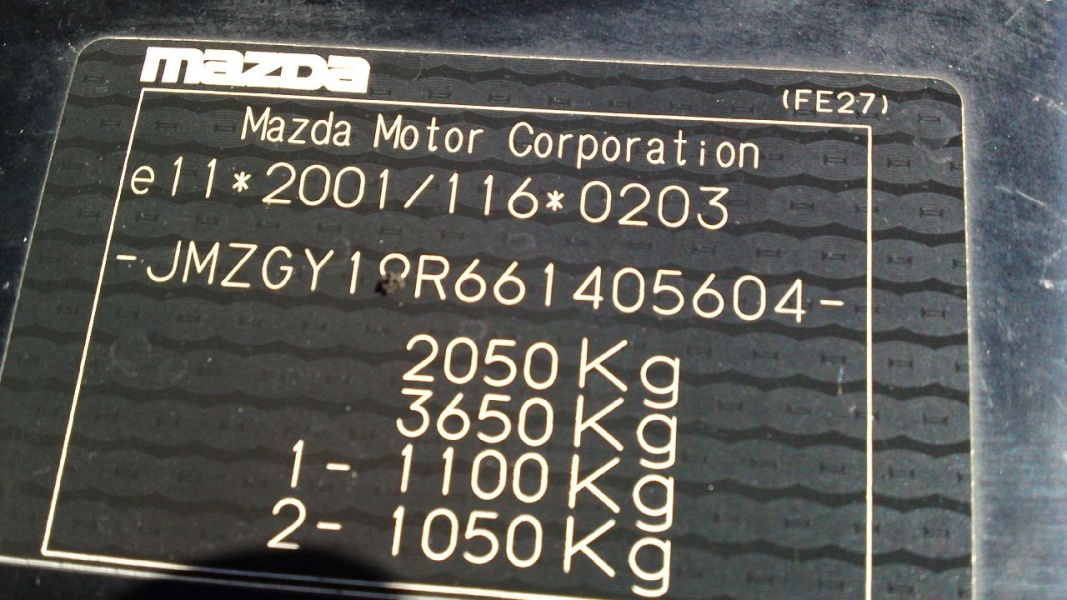 mazda
(FE27)
Mazda Motor Corporation
e11*2001/116*0203
-JMZGY19R661405604-
2050 Kg
3650 Kg
1- 1100 Kg
2- 1050 Kg